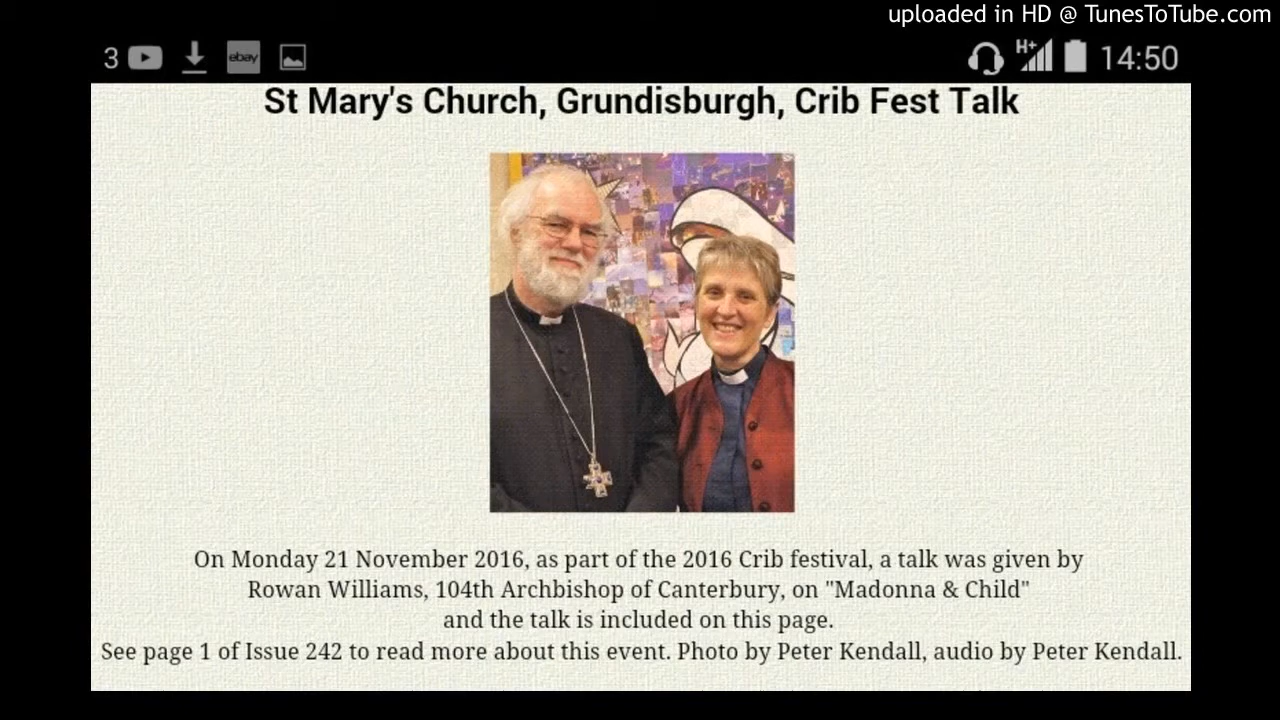 uploaded in HD @ TunesToTube.com
3 ebay H+ 14:50
St Mary's Church, Grundisburgh, Crib Fest Talk
On Monday 21 November 2016, as part of the 2016 Crib festival, a talk was given by
Rowan Williams, 104th Archbishop of Canterbury, on "Madonna & Child"
and the talk is included on this page.
See page 1 of Issue 242 to read more about this event. Photo by Peter Kendall, audio by Peter Kendall.